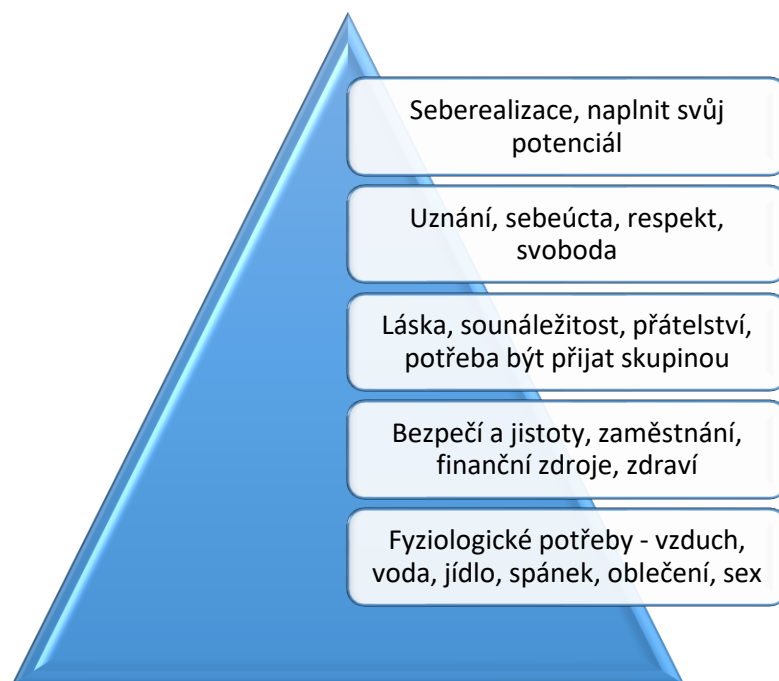 Seberealizace, naplnit svůj
potenciál
Uznání, sebeúcta, respekt,
svoboda
Láska, sounáležitost, přátelství,
potřeba být přijat skupinou
Bezpečí a jistoty, zaměstnání,
finanční zdroje, zdraví
Fyziologické potřeby - vzduch,
voda, jídlo, spánek, oblečení, sex